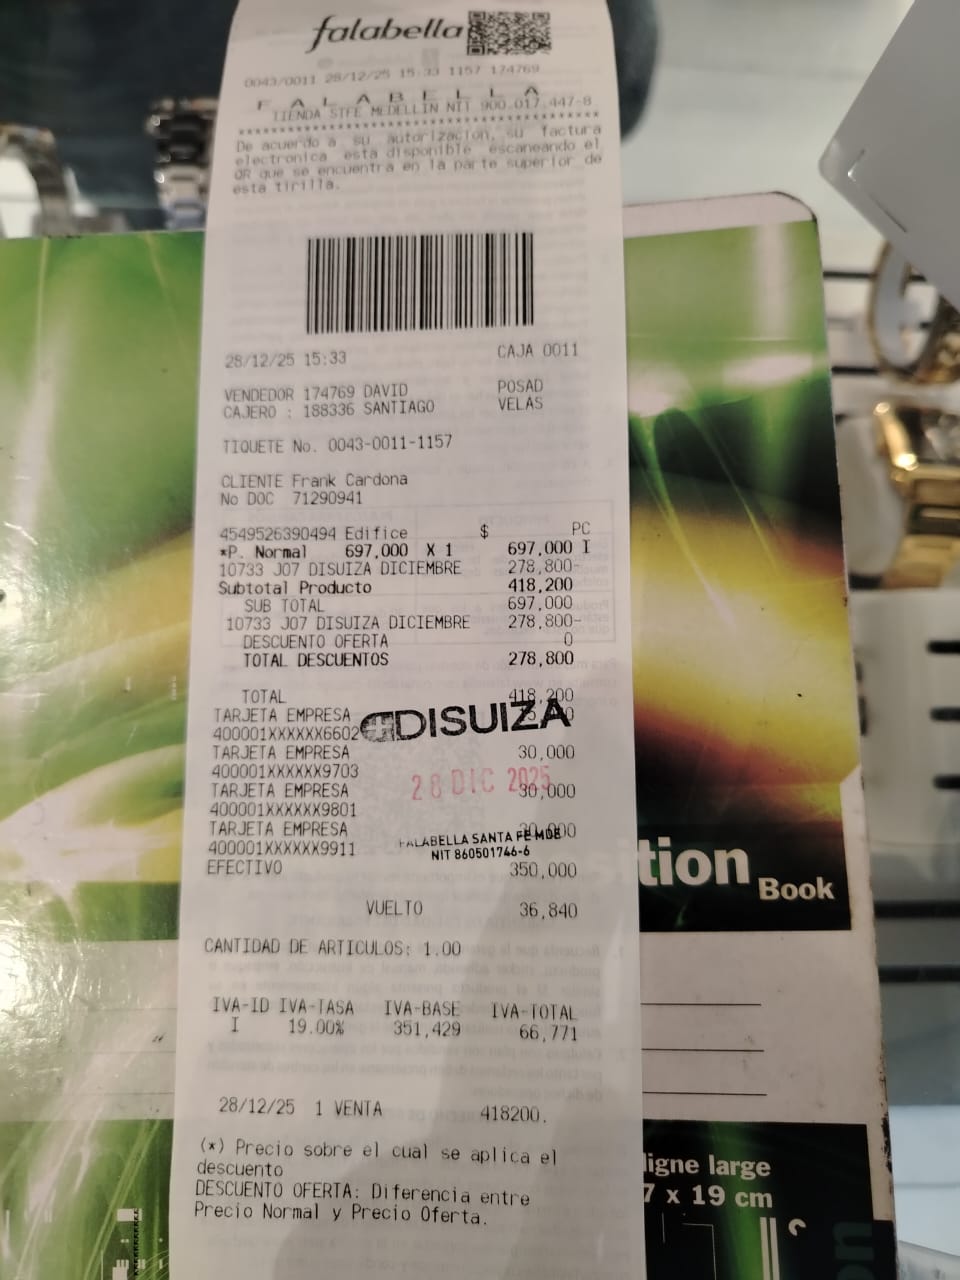 falabella
0043/0011 28/12/25 15:33 1157 174769
F A L A B E L L A
TIENDA STFE MEDELLIN NIT 900.017.447-8
****************************************
De acuerdo a su autorizacion, su factura
electronica esta disponible escaneando el
QR que se encuentra en la parte superior de
esta tirilla.
28/12/25 15:33 CAJA 0011
VENDEDOR 174769 DAVID POSAD
CAJERO : 188336 SANTIAGO VELAS
TIQUETE No. 0043-0011-1157
CLIENTE Frank Cardona
No DOC 71290941
4549526390494 Edifice $ PC
*P. Normal 697,000 X 1 697,000 I
10733 J07 DISUIZA DICIEMBRE 278,800-
Subtotal Producto 418,200
SUB TOTAL 697,000
10733 J07 DISUIZA DICIEMBRE 278,800-
DESCUENTO OFERTA 0
TOTAL DESCUENTOS 278,800
TOTAL 418,200
TARJETA EMPRESA
400001XXXXXX6602
DISUIZA
TARJETA EMPRESA 30,000
400001XXXXXX9703
28 DIC 2025
TARJETA EMPRESA 30,000
400001XXXXXX9801
TARJETA EMPRESA 30,000
400001XXXXXX9911
FALABELLA SANTA FE MDE
NIT 860501746-6
EFECTIVO 350,000
VUELTO 36,840
CANTIDAD DE ARTICULOS: 1.00
IVA-ID IVA-TASA IVA-BASE IVA-TOTAL
I 19.00% 351,429 66,771
28/12/25 1 VENTA 418200.
(*) Precio sobre el cual se aplica el
descuento
DESCUENTO OFERTA: Diferencia entre
Precio Normal y Precio Oferta.
Book
ligne large
7 x 19 cm